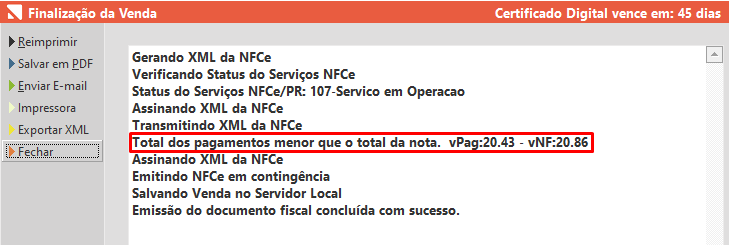 Finalização da Venda
Certificado Digital vence em: 45 dias
Reimprimir
Salvar em PDF
Enviar E-mail
Impressora
Exportar XML
Fechar
Gerando XML da NFCe
Verificando Status do Serviços NFCe
Status do Serviços NFCe/PR: 107-Servico em Operacao
Assinando XML da NFCe
Transmitindo XML da NFCe
Total dos pagamentos menor que o total da nota.  vPag:20.43 - vNF:20.86
Assinando XML da NFCe
Emitindo NFCe em contingência
Salvando Venda no Servidor Local
Emissão do documento fiscal concluída com sucesso.